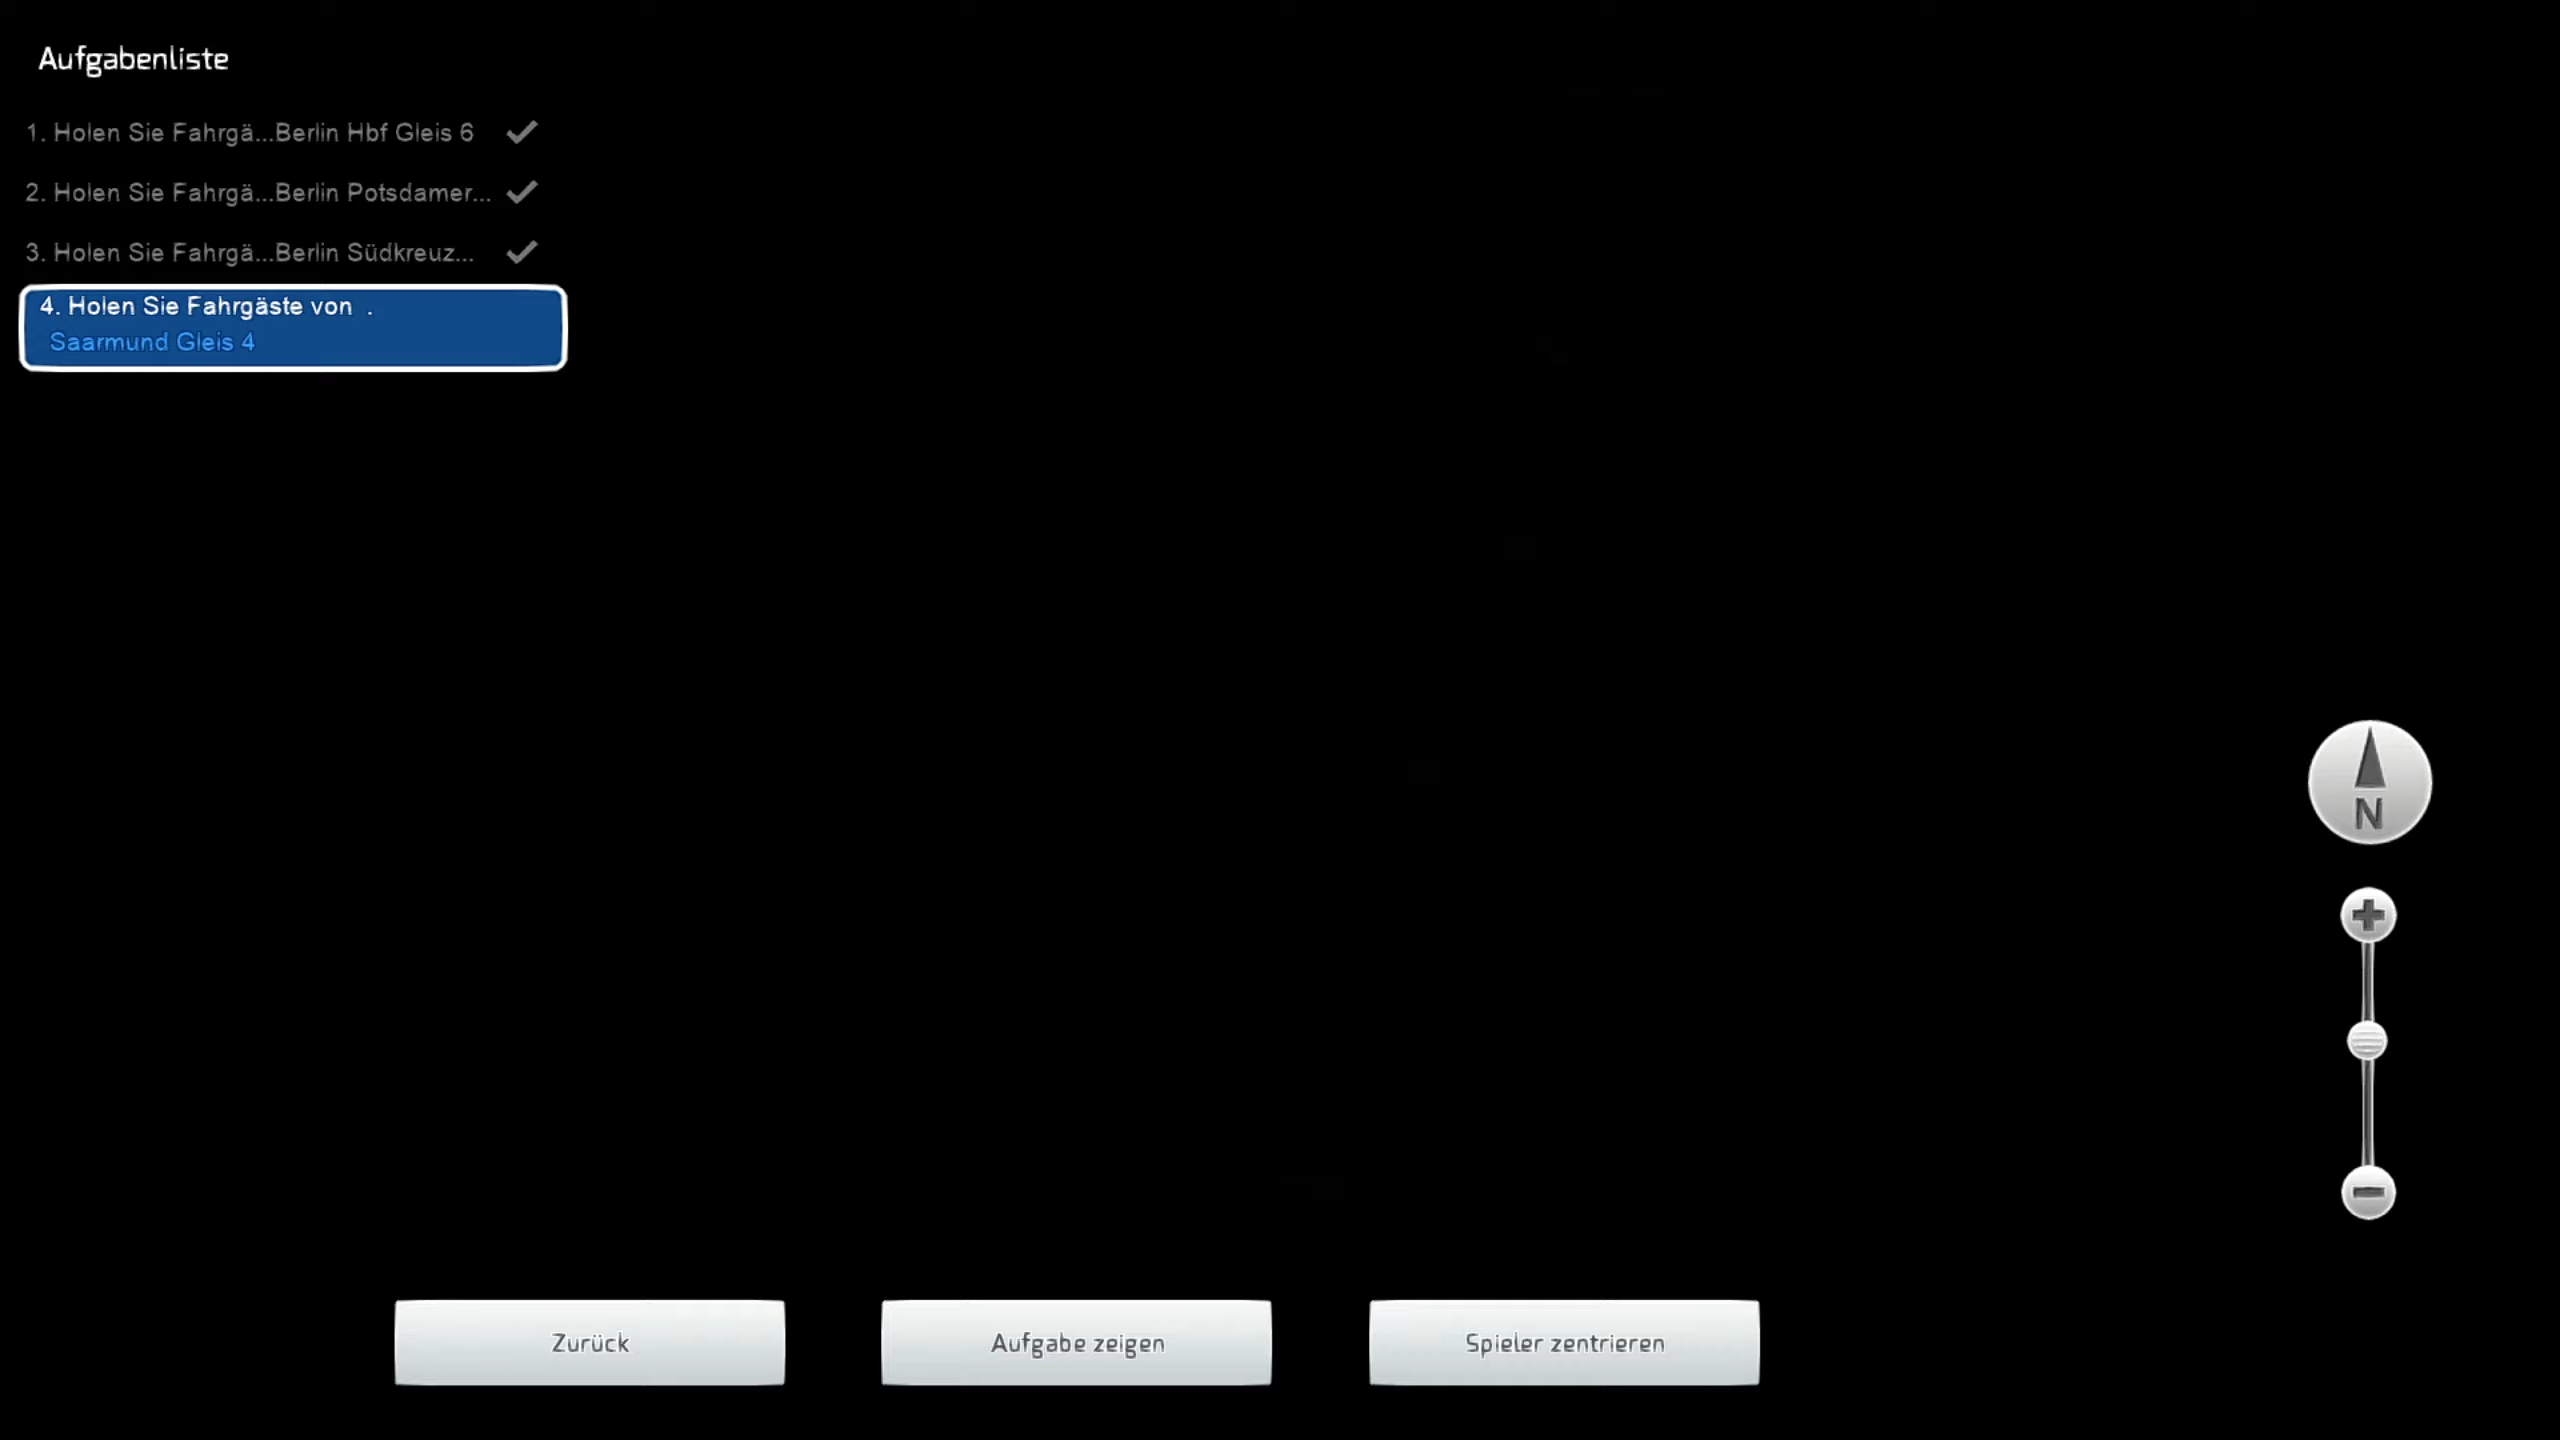 Aufgabenliste
1. Holen Sie Fahrgä...Berlin Hbf Gleis 6
2. Holen Sie Fahrgä...Berlin Potsdamer...
3. Holen Sie Fahrgä...Berlin Südkreuz...
4. Holen Sie Fahrgäste von  .
Saarmund Gleis 4
N
Zurück
Aufgabe zeigen
Spieler zentrieren